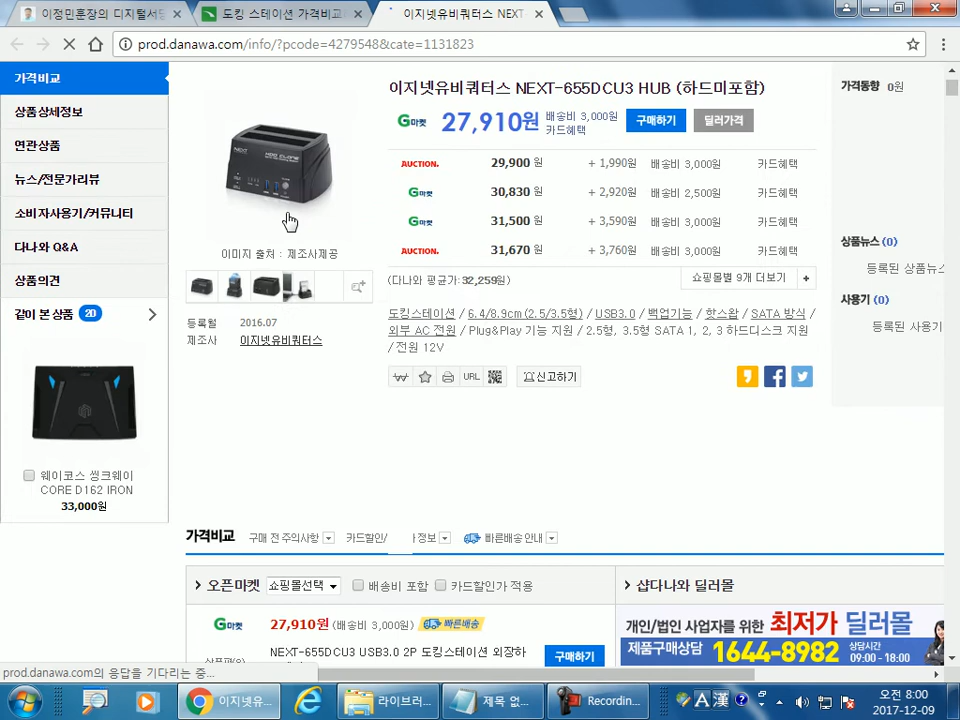 이정민훈장의 디지털서당
도킹 스테이션 가격비교
이지넷유비쿼터스 NEXT-
prod.danawa.com/info/?pcode=4279548&cate=1131823
가격비교
상품상세정보
연관상품
뉴스/전문가리뷰
소비자사용기/커뮤니티
다나와 Q&A
상품의견
같이 본 상품 20
웨이코스 씽크웨이
CORE D162 IRON
33,000원
NEXT
HDD CLONE
이미지 출처 : 제조사제공
등록월 2016.07
제조사 이지넷유비쿼터스
이지넷유비쿼터스 NEXT-655DCU3 HUB (하드미포함)
G마켓 27,910원 배송비 3,000원 카드혜택 구매하기 딜러가격
AUCTION. 29,900 원 + 1,990원 배송비 3,000원 카드혜택
G마켓 30,830 원 + 2,920원 배송비 2,500원 카드혜택
G마켓 31,500 원 + 3,590원 배송비 3,000원 카드혜택
AUCTION. 31,670 원 + 3,760원 배송비 3,000원 카드혜택
(다나와 평균가:32,259원) 쇼핑몰별 9개 더보기 +
도킹스테이션 / 6.4/8.9cm (2.5/3.5형) / USB3.0 / 백업기능 / 핫스왑 / SATA 방식 /
외부 AC 전원 / Plug&Play 기능 지원 / 2.5형, 3.5형 SATA 1, 2, 3 하드디스크 지원
/ 전원 12V
URL 신고하기
가격동향 0원
상품뉴스 (0)
등록된 상품뉴스
사용기 (0)
등록된 사용기
가격비교 구매 전 주의사항 카드할인/ 정보 빠른배송 안내
오픈마켓 쇼핑몰선택 배송비 포함 카드할인가 적용
G마켓 27,910원 (배송비 3,000원) 빠른배송
NEXT-655DCU3 USB3.0 2P 도킹스테이션 외장하
구매하기
샵다나와 딜러몰
개인/법인 사업자를 위한 최저가 딜러몰
제품구매상담 1644-8982 상담시간 09:00 - 18:00
prod.danawa.com의 응답을 기다리는 중...
이지넷유...
라이브러...
제목 없...
Recordin...
A 漢
오전 8:00
2017-12-09